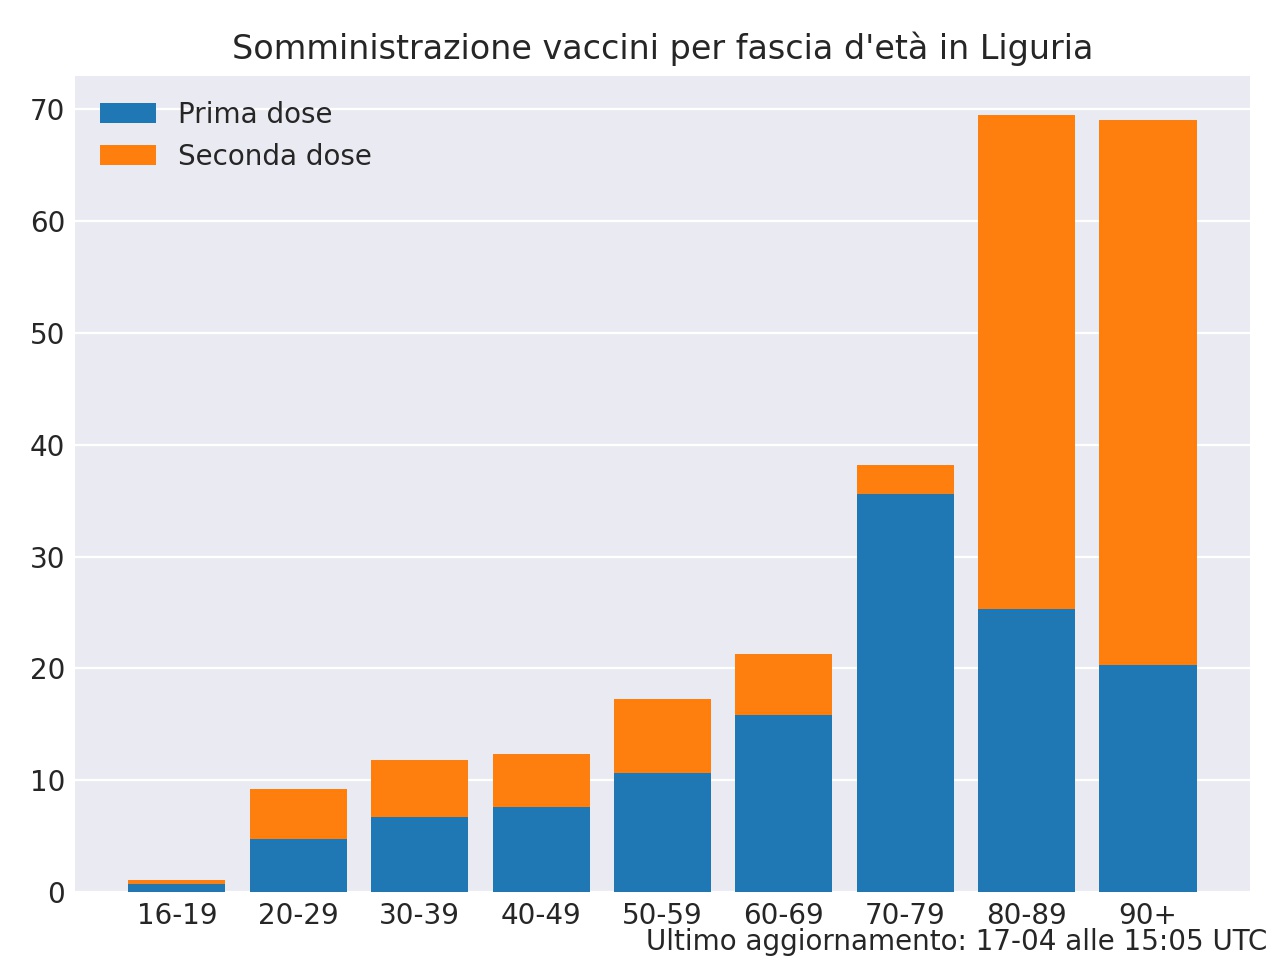 Somministrazione vaccini per fascia d'età in Liguria
Prima dose
Seconda dose
70
60
50
40
30
20
10
0
16-19 20-29 30-39 40-49 50-59 60-69 70-79 80-89 90+
Ultimo aggiornamento: 17-04 alle 15:05 UTC